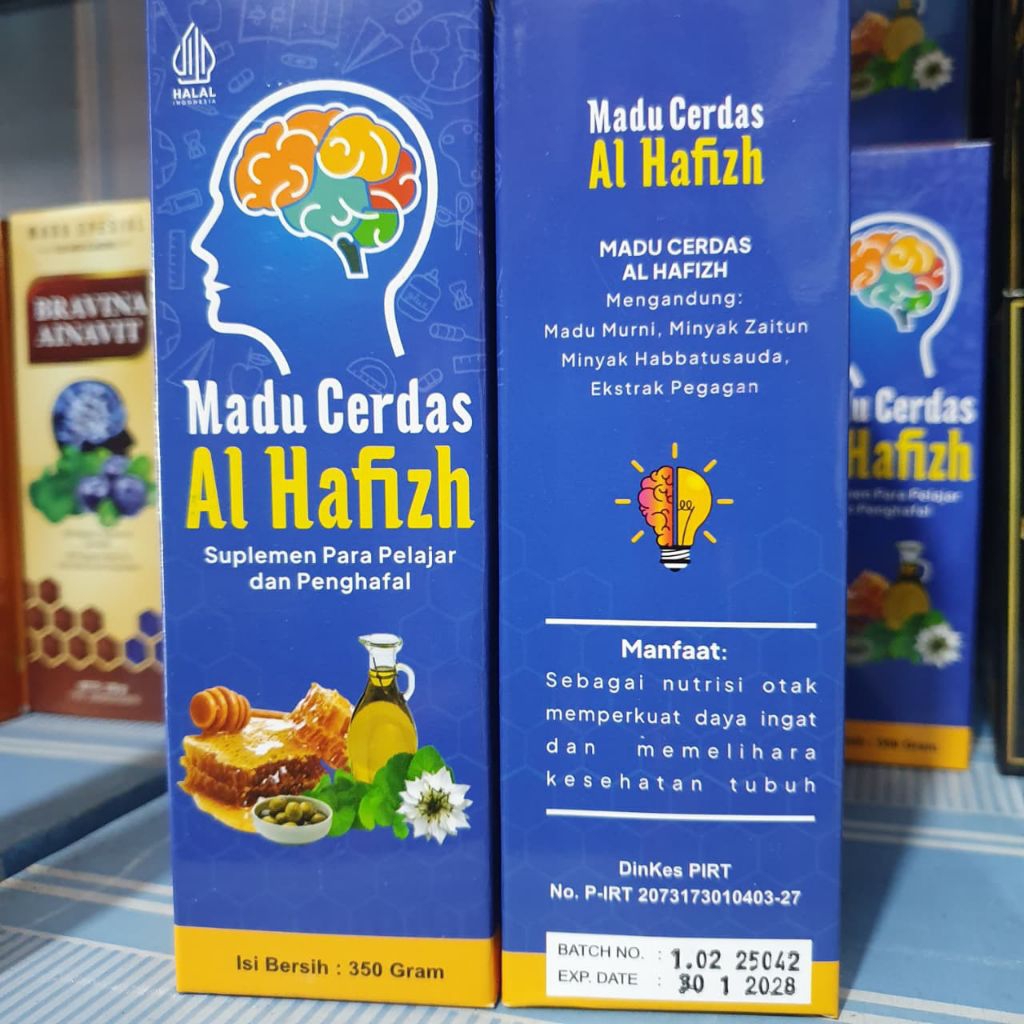 HALAL
INDONESIA
Madu Cerdas
Al Hafizh
Suplemen Para Pelajar
dan Penghafal
Isi Bersih : 350 Gram
Madu Cerdas
Al Hafizh
MADU CERDAS
AL HAFIZH
Mengandung:
Madu Murni, Minyak Zaitun
Minyak Habbatusauda,
Ekstrak Pegagan
Manfaat:
Sebagai nutrisi otak
memperkuat daya ingat
dan memelihara
kesehatan tubuh
DinKes PIRT
No. P-IRT 2073173010403-27
BATCH NO. : 1.02 25042
EXP. DATE : 30 1 2028
BRAVINA
AINAVIT
Cerdas
Hafizh
Para Pelajar
Penghafal
: 350 Gram